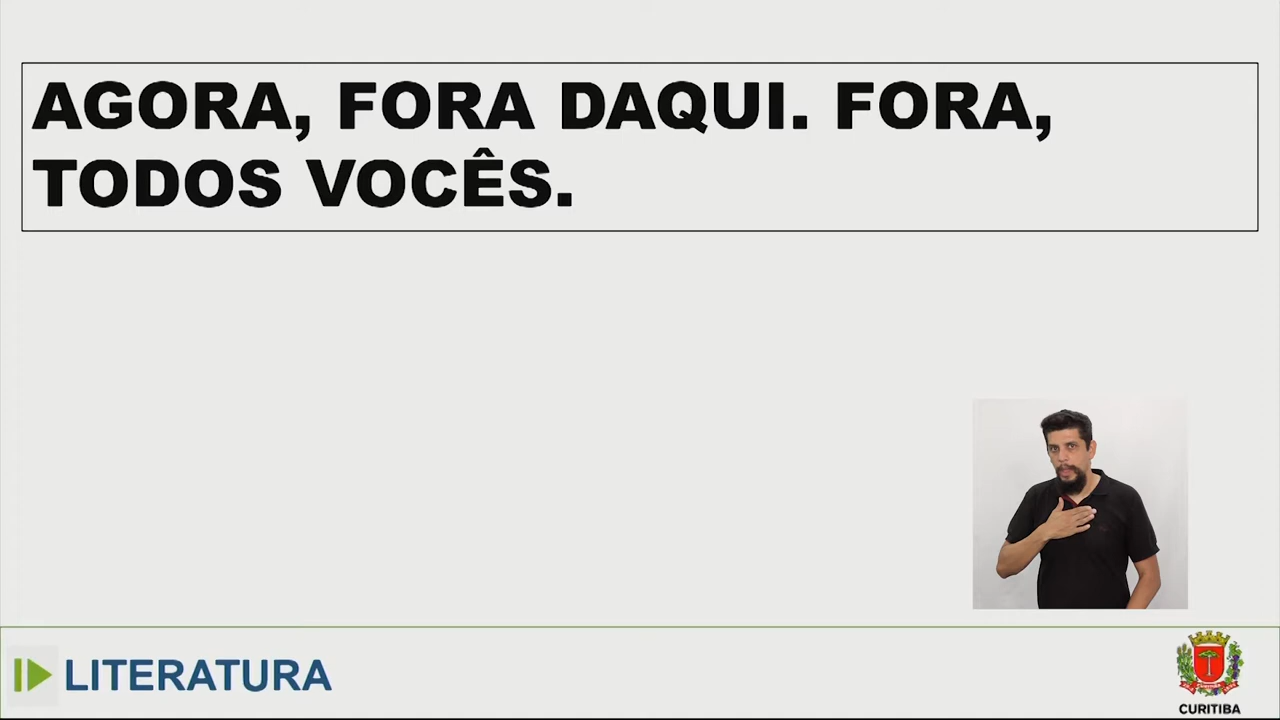 AGORA, FORA DAQUI. FORA,
TODOS VOCÊS.
LITERATURA
CURITIBA